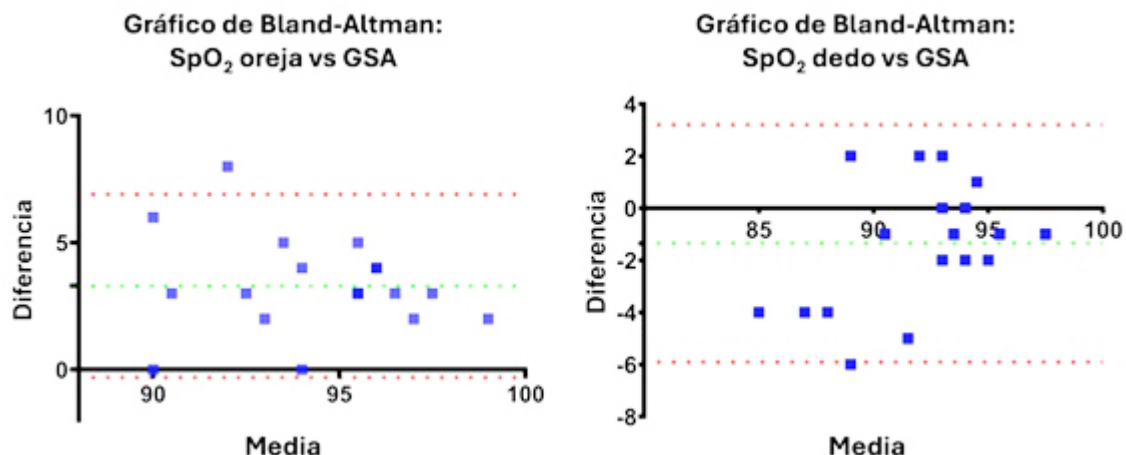 Gráfico de Bland-Altman:
SpO₂ oreja vs GSA
10
5
0
90
95
100
Diferencia
Media
Gráfico de Bland-Altman:
SpO₂ dedo vs GSA
4
2
0
-2
-4
-6
-8
85
90
95
100
Diferencia
Media